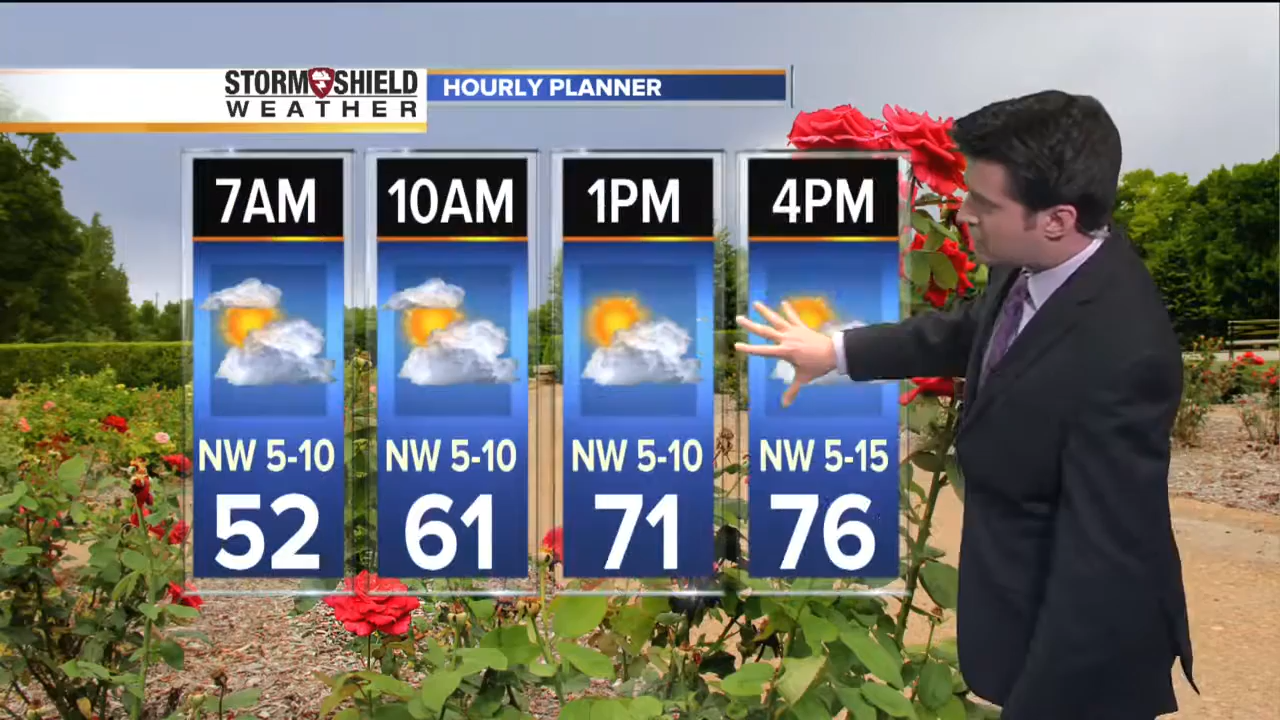 STORM SHIELD
WEATHER
HOURLY PLANNER
7AM
10AM
1PM
4PM
NW 5-10
NW 5-10
NW 5-10
NW 5-15
52
61
71
76